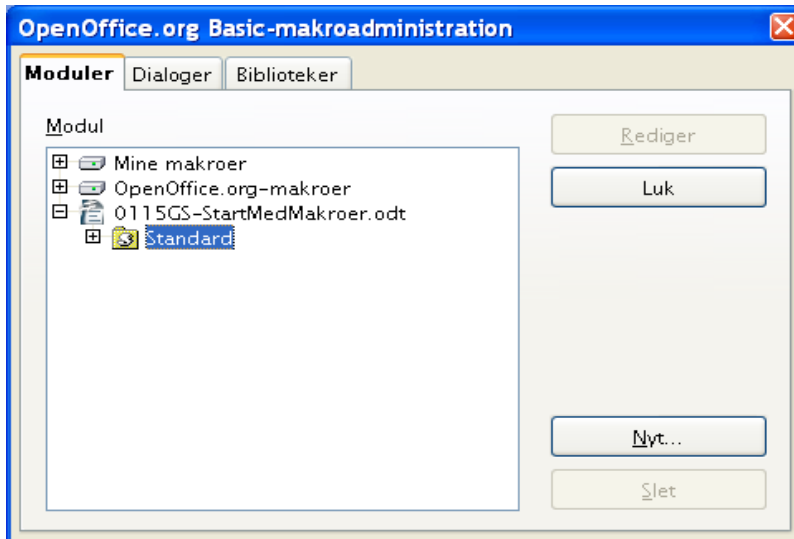 OpenOffice.org Basic-makroadministration
Moduler Dialoger Biblioteker
Modul
Mine makroer
OpenOffice.org-makroer
0115GS-StartMedMakroer.odt
Standard
Rediger
Luk
Nyt...
Slet